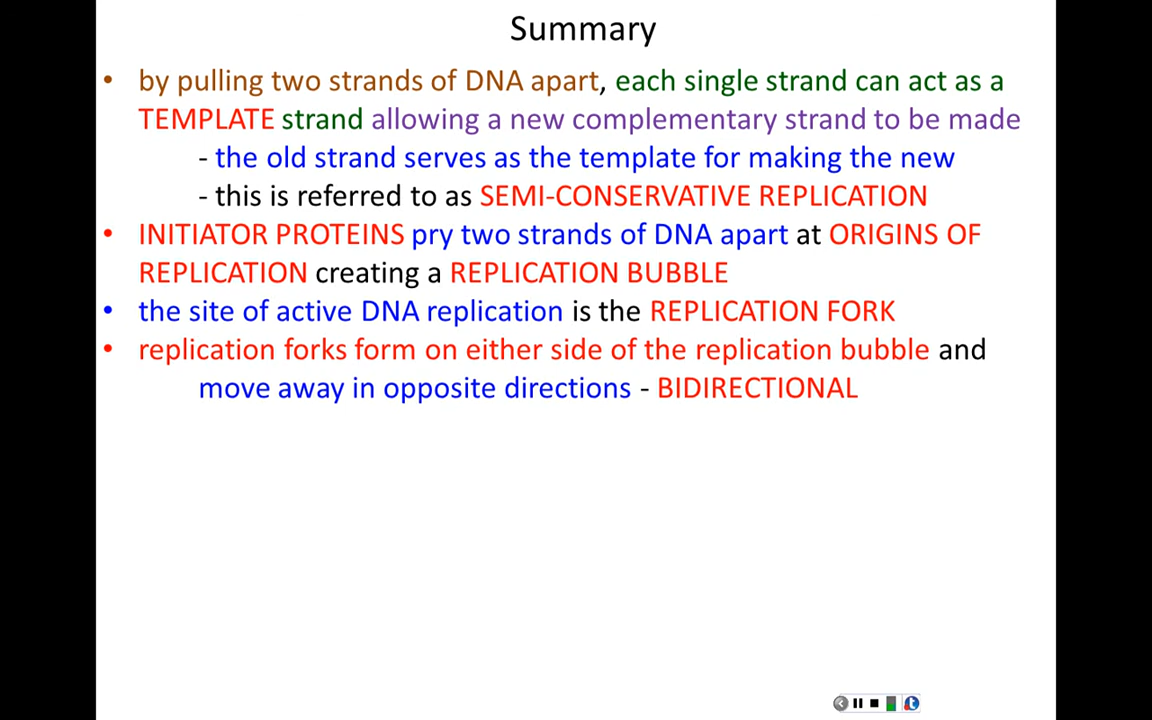 Summary
• by pulling two strands of DNA apart, each single strand can act as a
TEMPLATE strand allowing a new complementary strand to be made
- the old strand serves as the template for making the new
- this is referred to as SEMI-CONSERVATIVE REPLICATION
• INITIATOR PROTEINS pry two strands of DNA apart at ORIGINS OF
REPLICATION creating a REPLICATION BUBBLE
• the site of active DNA replication is the REPLICATION FORK
• replication forks form on either side of the replication bubble and
move away in opposite directions - BIDIRECTIONAL
t